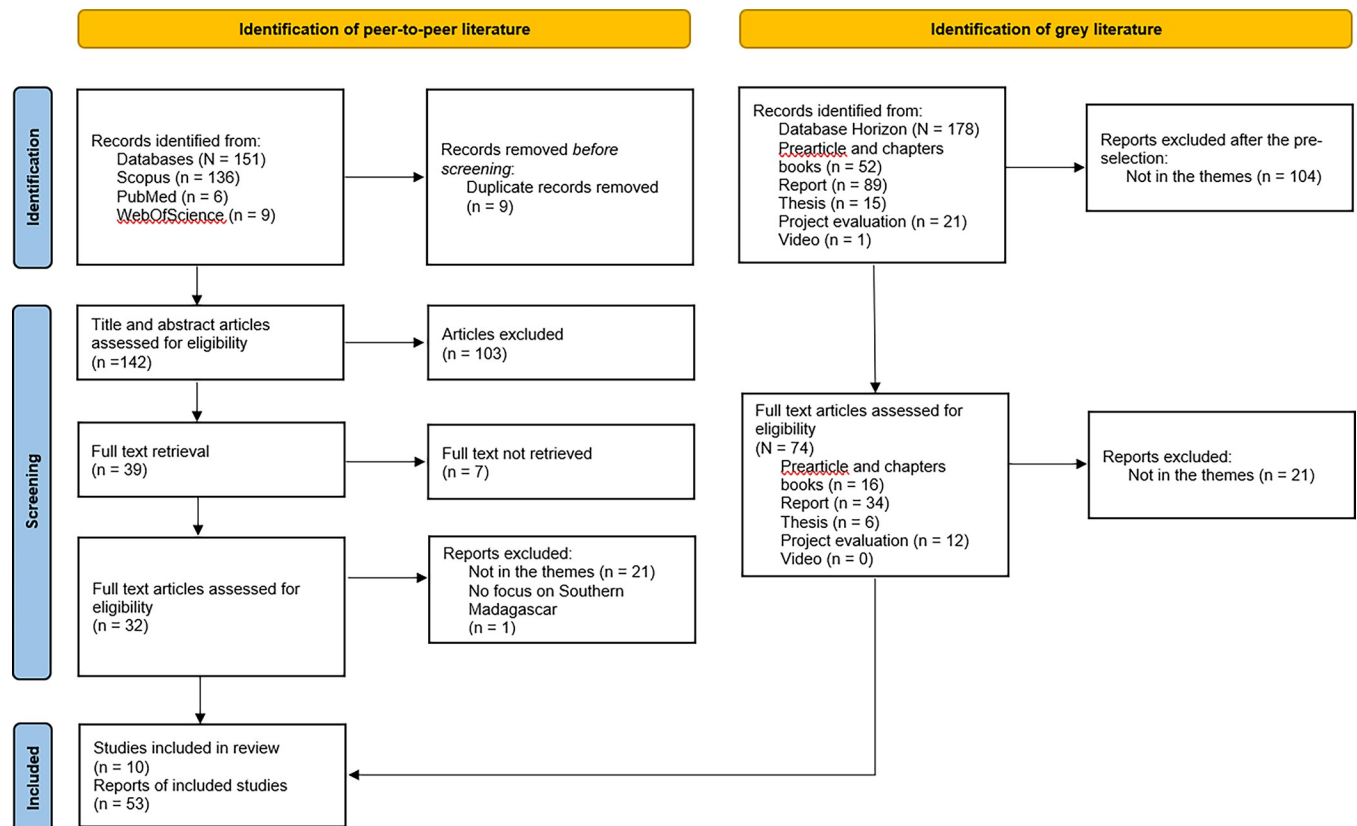 Identification of peer-to-peer literature
Identification of grey literature
Identification
Records identified from:
Databases (N = 151)
Scopus (n = 136)
PubMed (n = 6)
WebOfScience (n = 9)
Records removed before
screening:
Duplicate records removed
(n = 9)
Records identified from:
Database Horizon (N = 178)
Prearticle and chapters
books (n = 52)
Report (n = 89)
Thesis (n = 15)
Project evaluation (n = 21)
Video (n = 1)
Reports excluded after the pre-
selection:
Not in the themes (n = 104)
Screening
Title and abstract articles
assessed for eligibility
(n =142)
Articles excluded
(n = 103)
Full text retrieval
(n = 39)
Full text not retrieved
(n = 7)
Full text articles assessed for
eligibility
(n = 32)
Reports excluded:
Not in the themes (n = 21)
No focus on Southern
Madagascar
(n = 1)
Full text articles assessed for
eligibility
(N = 74)
Prearticle and chapters
books (n = 16)
Report (n = 34)
Thesis (n = 6)
Project evaluation (n = 12)
Video (n = 0)
Reports excluded:
Not in the themes (n = 21)
Included
Studies included in review
(n = 10)
Reports of included studies
(n = 53)